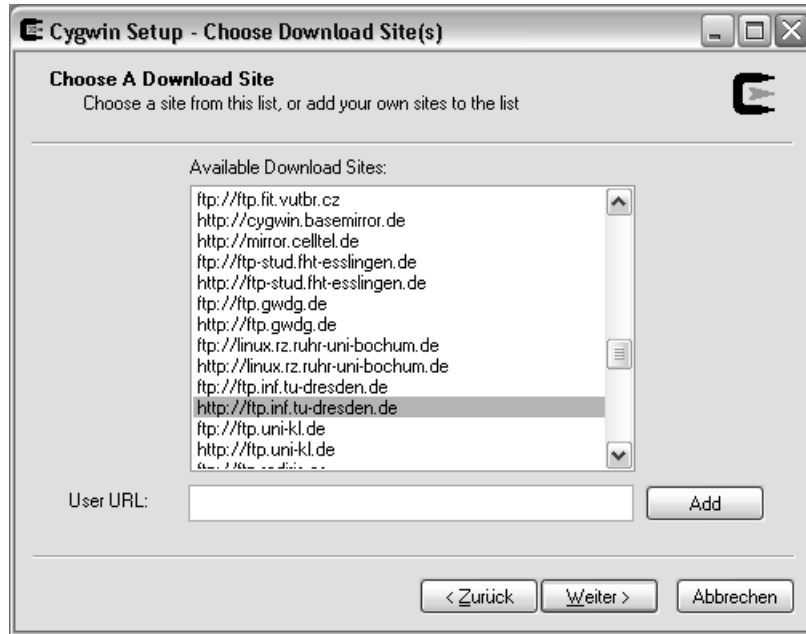 Cygwin Setup - Choose Download Site(s)
Choose A Download Site
Choose a site from this list, or add your own sites to the list
Available Download Sites:
ftp://ftp.fit.vutbr.cz
http://cygwin.basemirror.de
http://mirror.celltel.de
ftp://ftp-stud.fht-esslingen.de
http://ftp-stud.fht-esslingen.de
ftp://ftp.gwdg.de
http://ftp.gwdg.de
ftp://linux.rz.ruhr-uni-bochum.de
http://linux.rz.ruhr-uni-bochum.de
ftp://ftp.inf.tu-dresden.de
http://ftp.inf.tu-dresden.de
ftp://ftp.uni-kl.de
http://ftp.uni-kl.de
User URL:
Add
< Zurück
Weiter >
Abbrechen